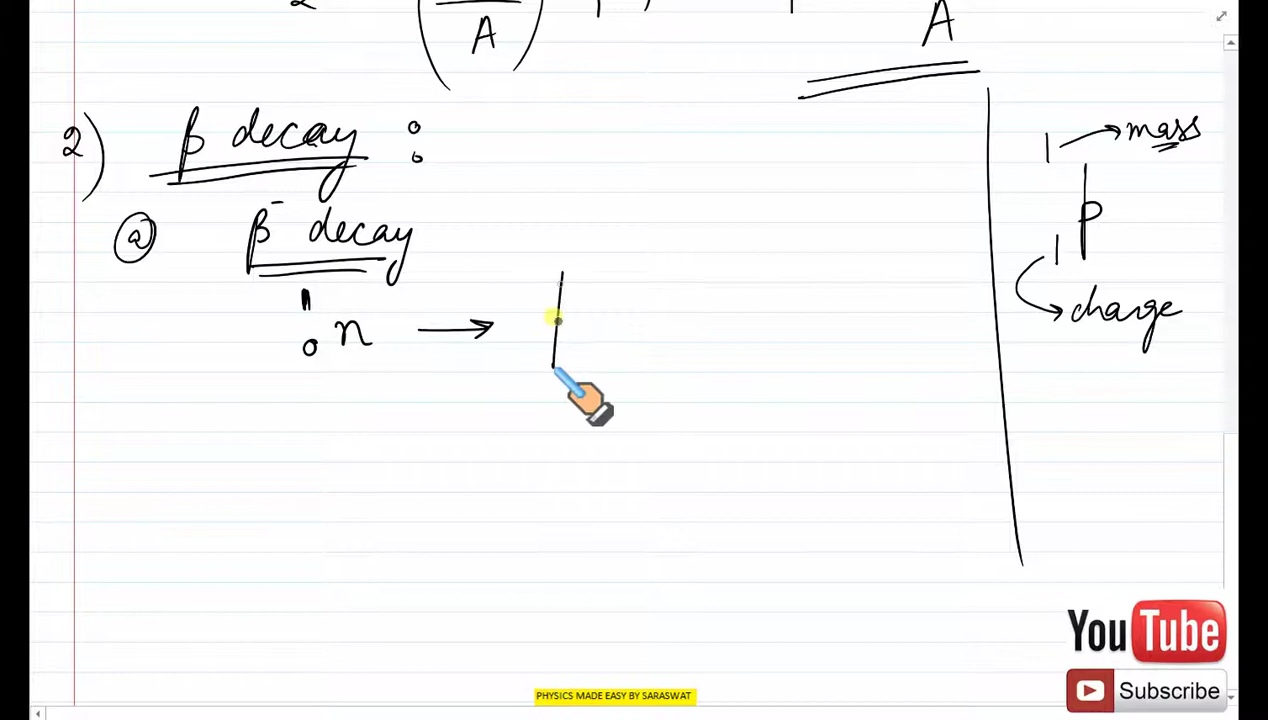 A
A
2) β decay :
ⓐ β⁻ decay
¹₀n →
1 → mass
p
1 → charge
YouTube
Subscribe
PHYSICS MADE EASY BY SARASWAT